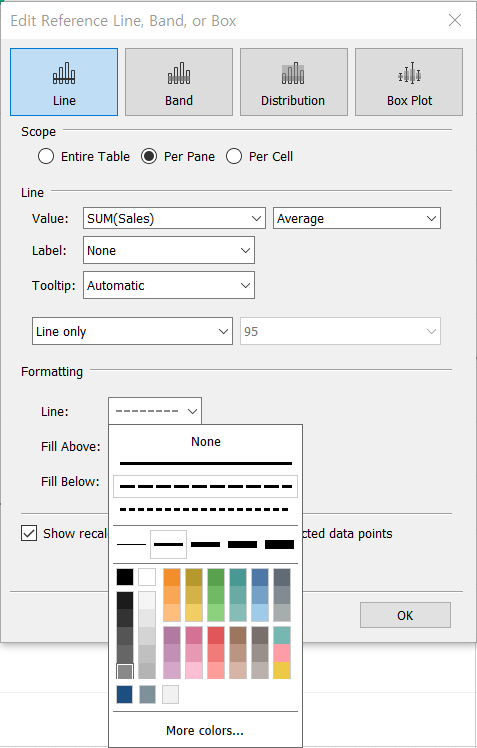 Edit Reference Line, Band, or Box
Line Band Distribution Box Plot
Scope
Entire Table Per Pane Per Cell
Line
Value: SUM(Sales) Average
Label: None
Tooltip: Automatic
Line only 95
Formatting
Line:
None
Fill Above:
Fill Below:
Show recal cted data points
OK
More colors...